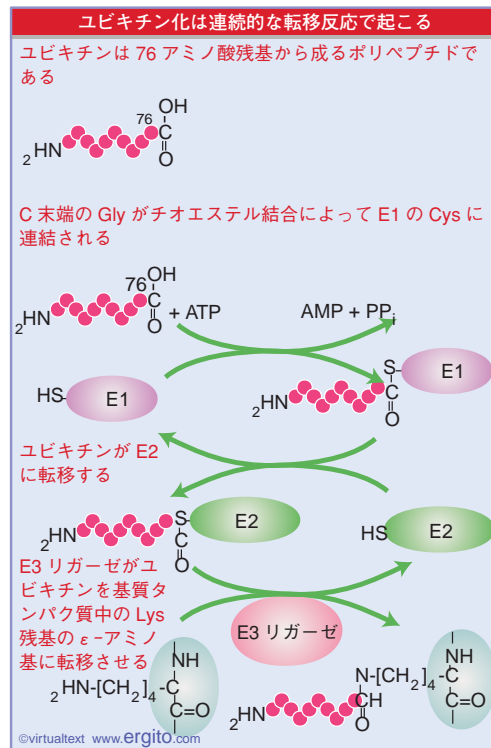 ユビキチン化は連続的な転移反応で起こる
ユビキチンは 76 アミノ酸残基から成るポリペプチドで
ある
OH
76
C
2HN
O
C 末端の Gly がチオエステル結合によって E1 の Cys に
連結される
76 OH
C + ATP
AMP + PPi
2HN
O
S E1
HS E1
C
2HN
O
ユビキチンが E2
に転移する
S E2
HS E2
2HN
C
O
E3 リガーゼがユ
ビキチンを基質タ
ンパク質中の Lys
残基の ε-アミノ
基に転移させる
E3 リガーゼ
NH
2HN-[CH2]4-C
C=O
NH
N-[CH2]4-C
CH
C=O
2HN
O
©virtualtext www.ergito.com